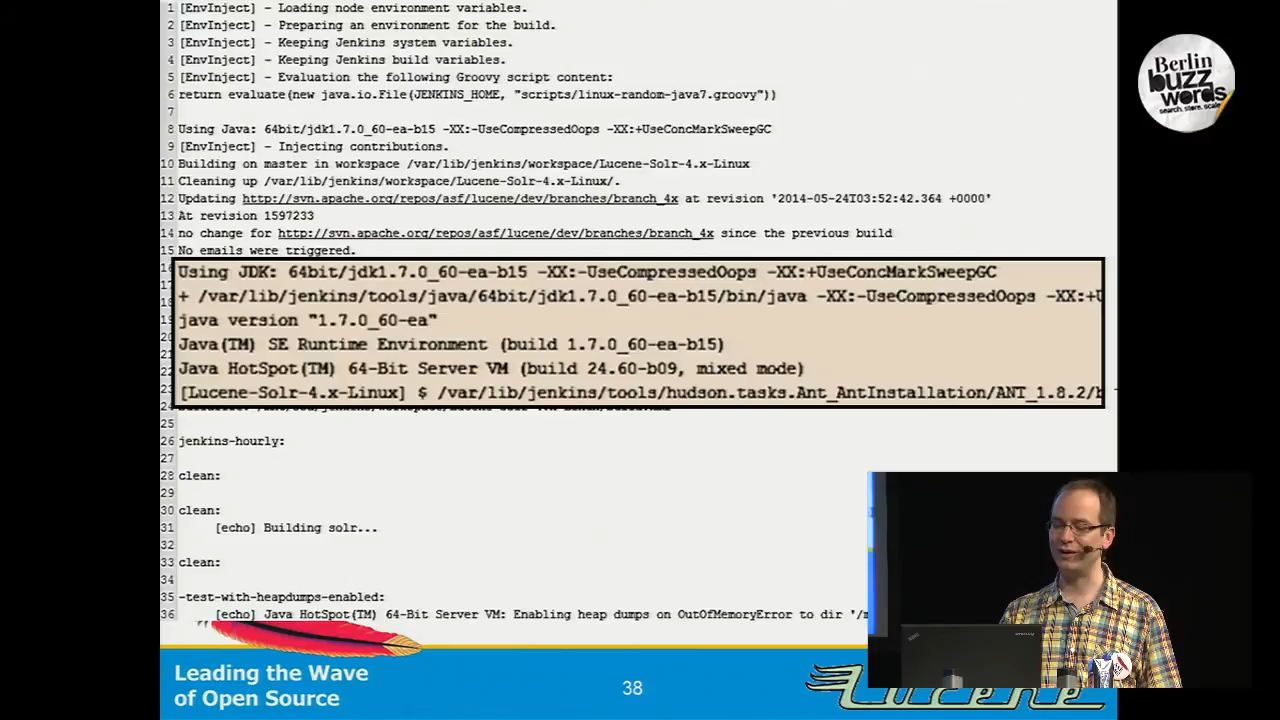 1 [EnvInject] - Loading node environment variables.
2 [EnvInject] - Preparing an environment for the build.
3 [EnvInject] - Keeping Jenkins system variables.
4 [EnvInject] - Keeping Jenkins build variables.
5 [EnvInject] - Evaluation the following Groovy script content:
6 return evaluate(new java.io.File(JENKINS_HOME, "scripts/linux-random-java7.groovy"))
7
8 Using Java: 64bit/jdk1.7.0_60-ea-b15 -XX:-UseCompressedOops -XX:+UseConcMarkSweepGC
9 [EnvInject] - Injecting contributions.
10 Building on master in workspace /var/lib/jenkins/workspace/Lucene-Solr-4.x-Linux
11 Cleaning up /var/lib/jenkins/workspace/Lucene-Solr-4.x-Linux/.
12 Updating http://svn.apache.org/repos/asf/lucene/dev/branches/branch_4x at revision '2014-05-24T03:52:42.364 +0000'
13 At revision 1597233
14 no change for http://svn.apache.org/repos/asf/lucene/dev/branches/branch_4x since the previous build
15 No emails were triggered.
Using JDK: 64bit/jdk1.7.0_60-ea-b15 -XX:-UseCompressedOops -XX:+UseConcMarkSweepGC
+ /var/lib/jenkins/tools/java/64bit/jdk1.7.0_60-ea-b15/bin/java -XX:-UseCompressedOops -XX:+U
java version "1.7.0_60-ea"
Java(TM) SE Runtime Environment (build 1.7.0_60-ea-b15)
Java HotSpot(TM) 64-Bit Server VM (build 24.60-b09, mixed mode)
[Lucene-Solr-4.x-Linux] $ /var/lib/jenkins/tools/hudson.tasks.Ant_AntInstallation/ANT_1.8.2/b
25
26 jenkins-hourly:
27
28 clean:
29
30 clean:
31 [echo] Building solr...
32
33 clean:
34
35 -test-with-heapdumps-enabled:
36 [echo] Java HotSpot(TM) 64-Bit Server VM: Enabling heap dumps on OutOfMemoryError to dir '/m
Leading the Wave
of Open Source
38
Lucene
Berlin
buzz
words
search. store. scale.